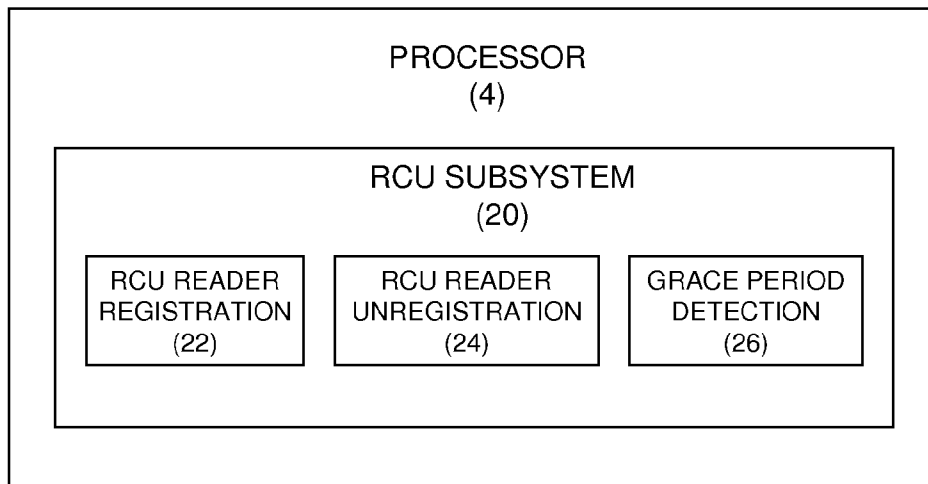 PROCESSOR
(4)
RCU SUBSYSTEM
(20)
RCU READER
REGISTRATION
(22)
RCU READER
UNREGISTRATION
(24)
GRACE PERIOD
DETECTION
(26)